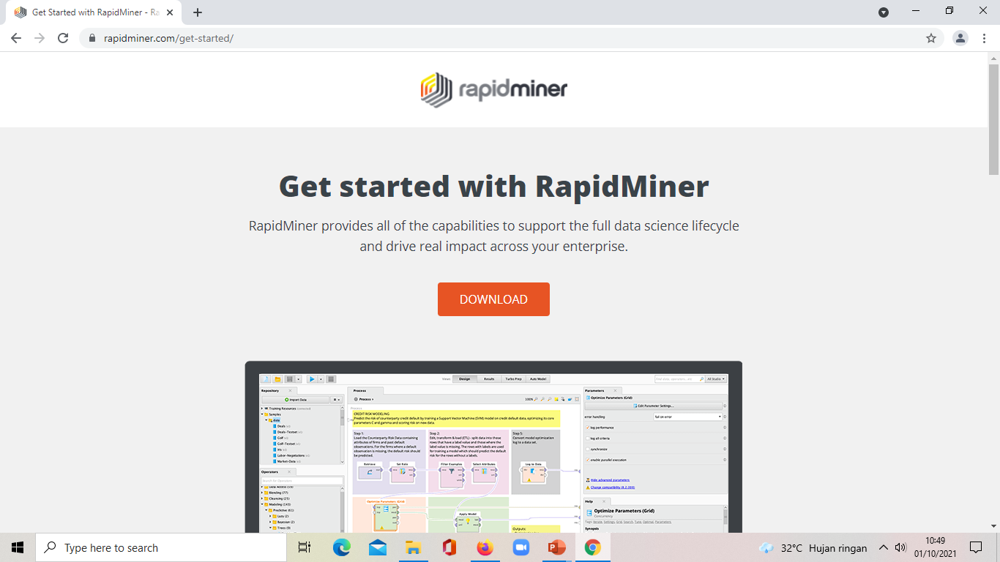 Get Started with RapidMiner - Ra
rapidminer.com/get-started/
rapidminer
Get started with RapidMiner
RapidMiner provides all of the capabilities to support the full data science lifecycle
and drive real impact across your enterprise.
DOWNLOAD
Views: Design Results Turbo Prep Auto Model
All Studio
Repository
Import Data
Training Resources
Samples
data
Deals
Deals-Testset
Golf
Golf-Testset
Iris
Labor-Negotiations
Market-Data
Operators
Data Access
Blending (77)
Cleansing (25)
Modeling (143)
Predictive (61)
Lazy (2)
Bayesian (2)
Trees (9)
Process
Process
100%
Process
CREDIT RISK MODELING
Predict the risk of counterparty credit default by training a Support Vector Machine (SVM) model on credit default data, optimizing its core
parameters C and gamma and scoring risk on new data.
Step 1:
Load the Counterparty Risk Data containing
attributes of firms and past default
observations. For the firms where a default
observation is missing, the default risk should
be predicted.
Step 2:
Edit, transform & load (ETL) - split data into these
rows that have a label value and those where the
label value is missing. The rows with labels are used
for training a model which should predict the default
risk for the rows without a labels.
Step 5:
Convert model optimization
log to a data set.
Retrieve
Set Role
Filter Examples
Select Attributes
Log to Data
Optimize Parameters (Grid)
Apply Model
Outputs:
Parameters
Optimize Parameters (Grid)
Edit Parameter Settings...
error handling
fail on error
log performance
log all criteria
synchronize
enable parallel execution
Hide advanced parameters
Change compatibility (8.2.000)
Help
Optimize Parameters (Grid)
Concurrency
Synopsis
Type here to search
32°C Hujan ringan
10:49
01/10/2021